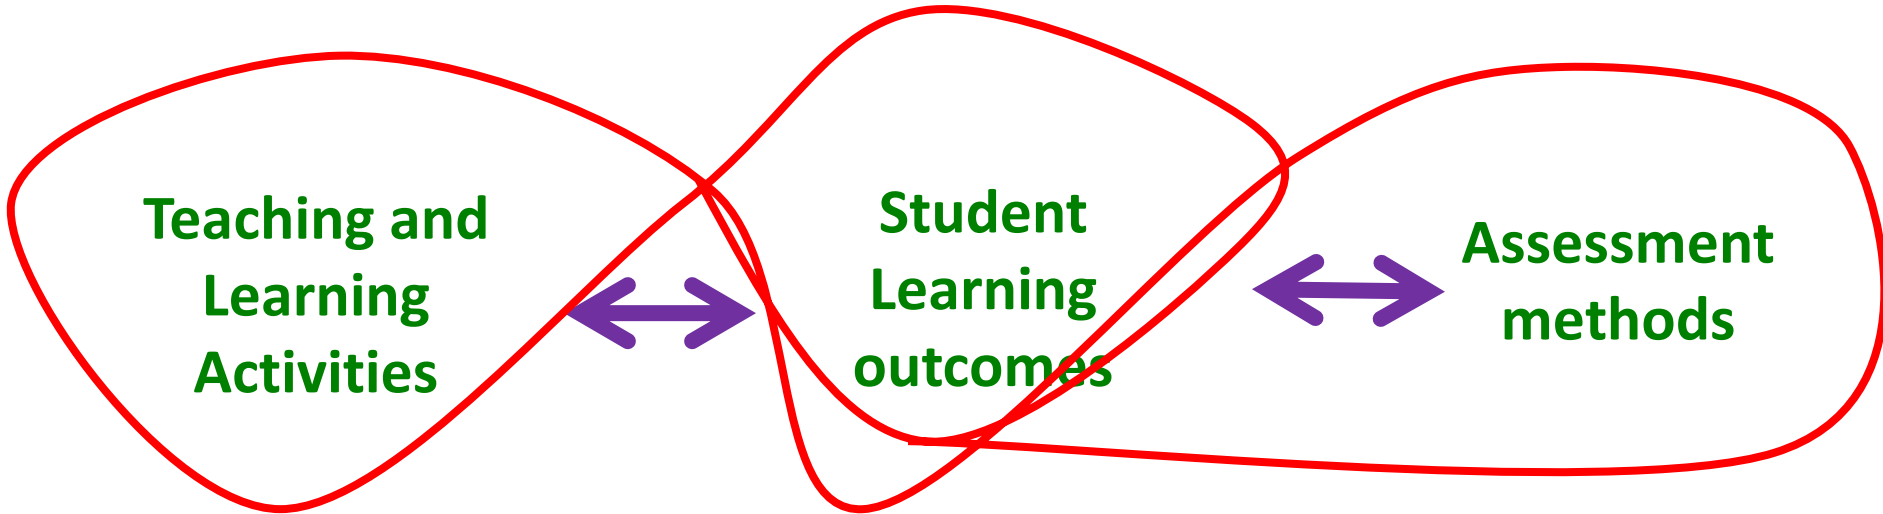 Teaching and
Learning
Activities
Student
Learning
outcomes
Assessment
methods